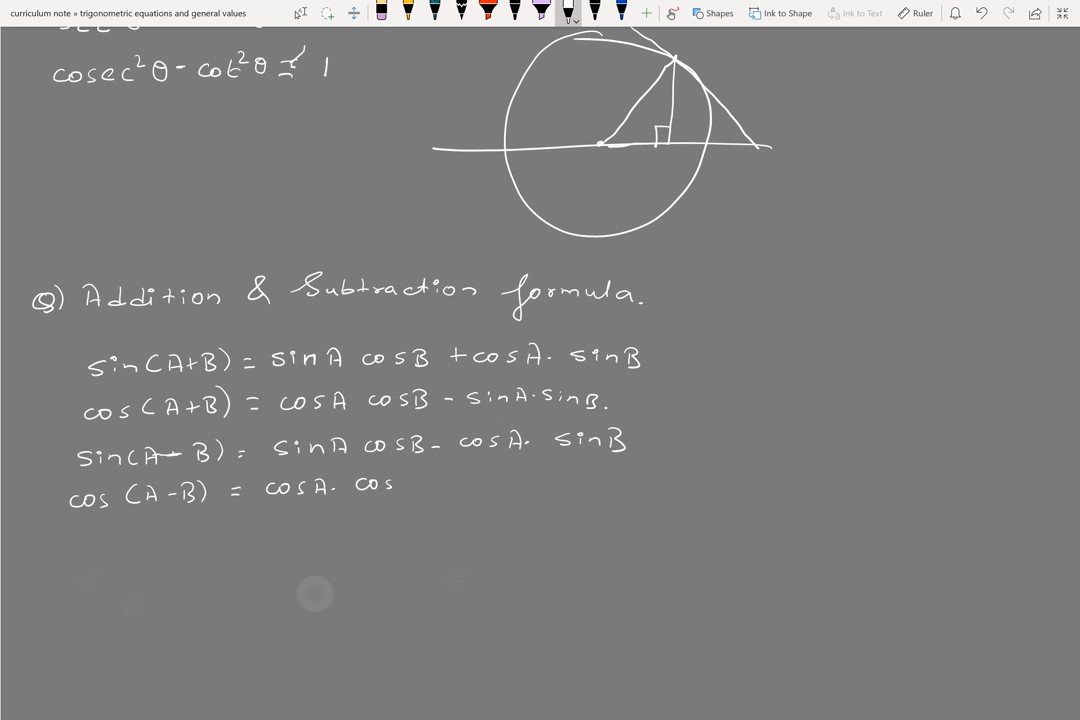 curriculum note » trigonometric equations and general values
Shapes
Ink to Shape
Ink to Text
Ruler
cosec²θ - cot²θ = 1
Q) Addition & Subtraction formula.
sin(A+B) = sinA cosB + cosA. sinB
cos(A+B) = cosA cosB - sinA.sinB.
sin(A-B) = sinA cosB - cosA. sinB
cos (A-B) = cosA. cos